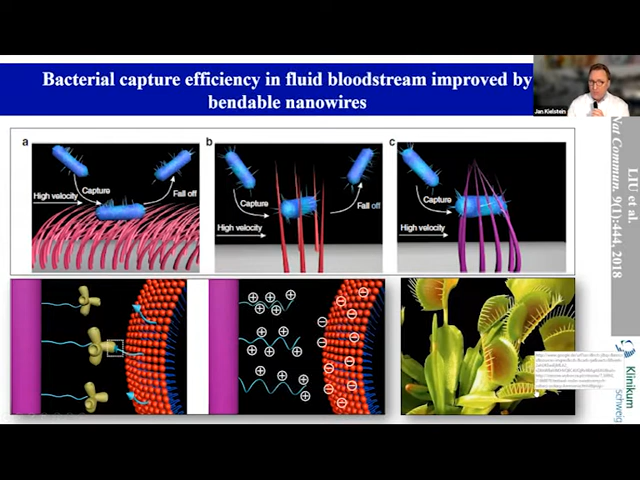 Bacterial capture efficiency in fluid bloodstream improved by
bendable nanowires
Jan Kielstein
a
b
c
High velocity
Capture
Fall off
High velocity
Capture
Fall off
High velocity
Capture
LIU et al.
Nat Commun. 9(1):444, 2018
Klinikum
schweig